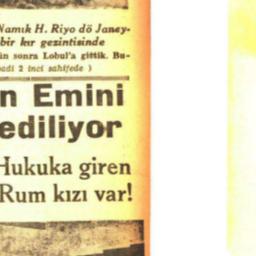 Namık H. Riyo dö Janey-
bir kır gezintisinde
ün sonra Lobul'a gittik. Bu-
adi 2 inci sahifede )
n Emini
ediliyor
Hukuka giren
Rum kızı var!